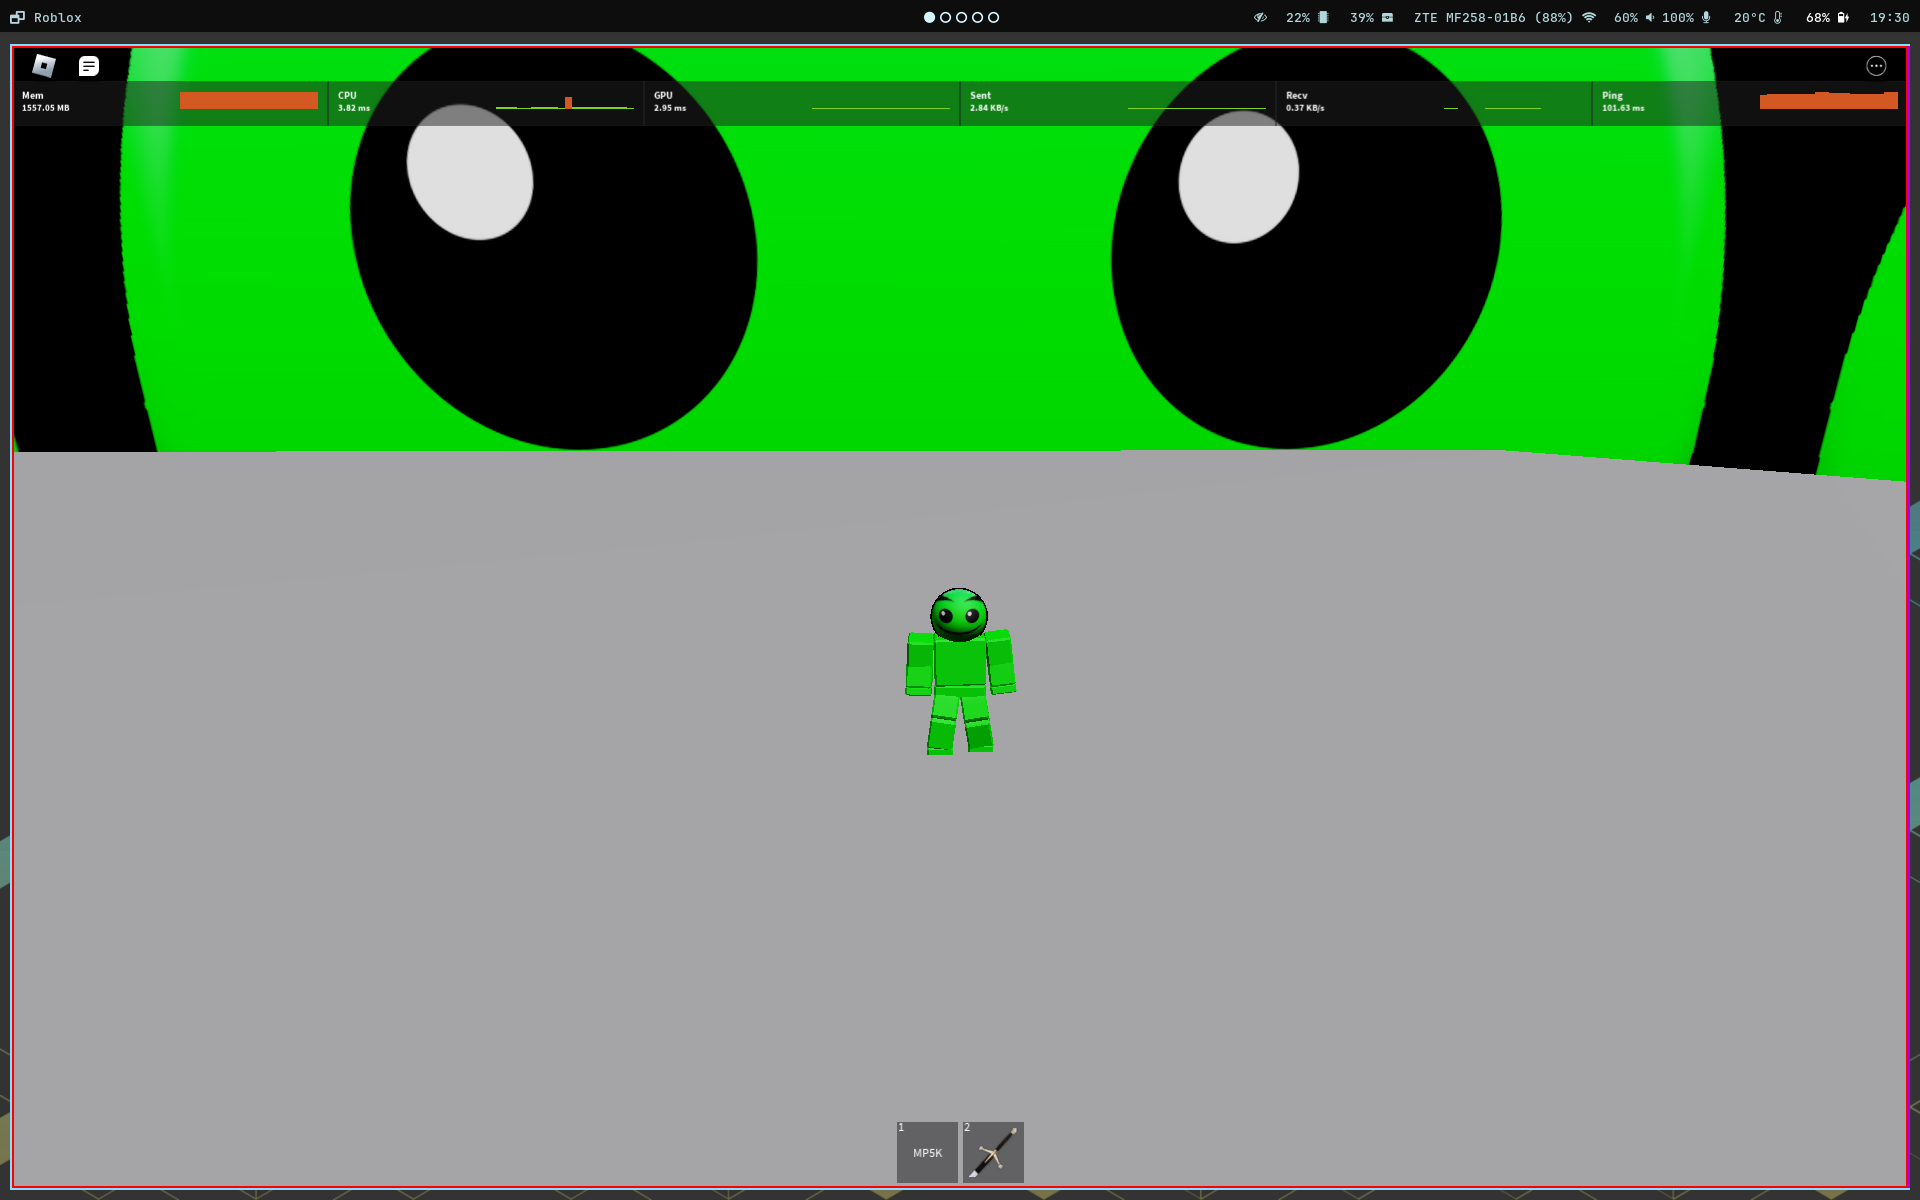 Roblox 22% 39% ZTE MF258-01B6 (88%) 60% 100% 20°C 68% 19:30
Mem CPU GPU Sent Recv Ping
1557.05 MB 3.82 ms 2.95 ms 2.84 KB/s 0.37 KB/s 101.63 ms
1 2
MP5K